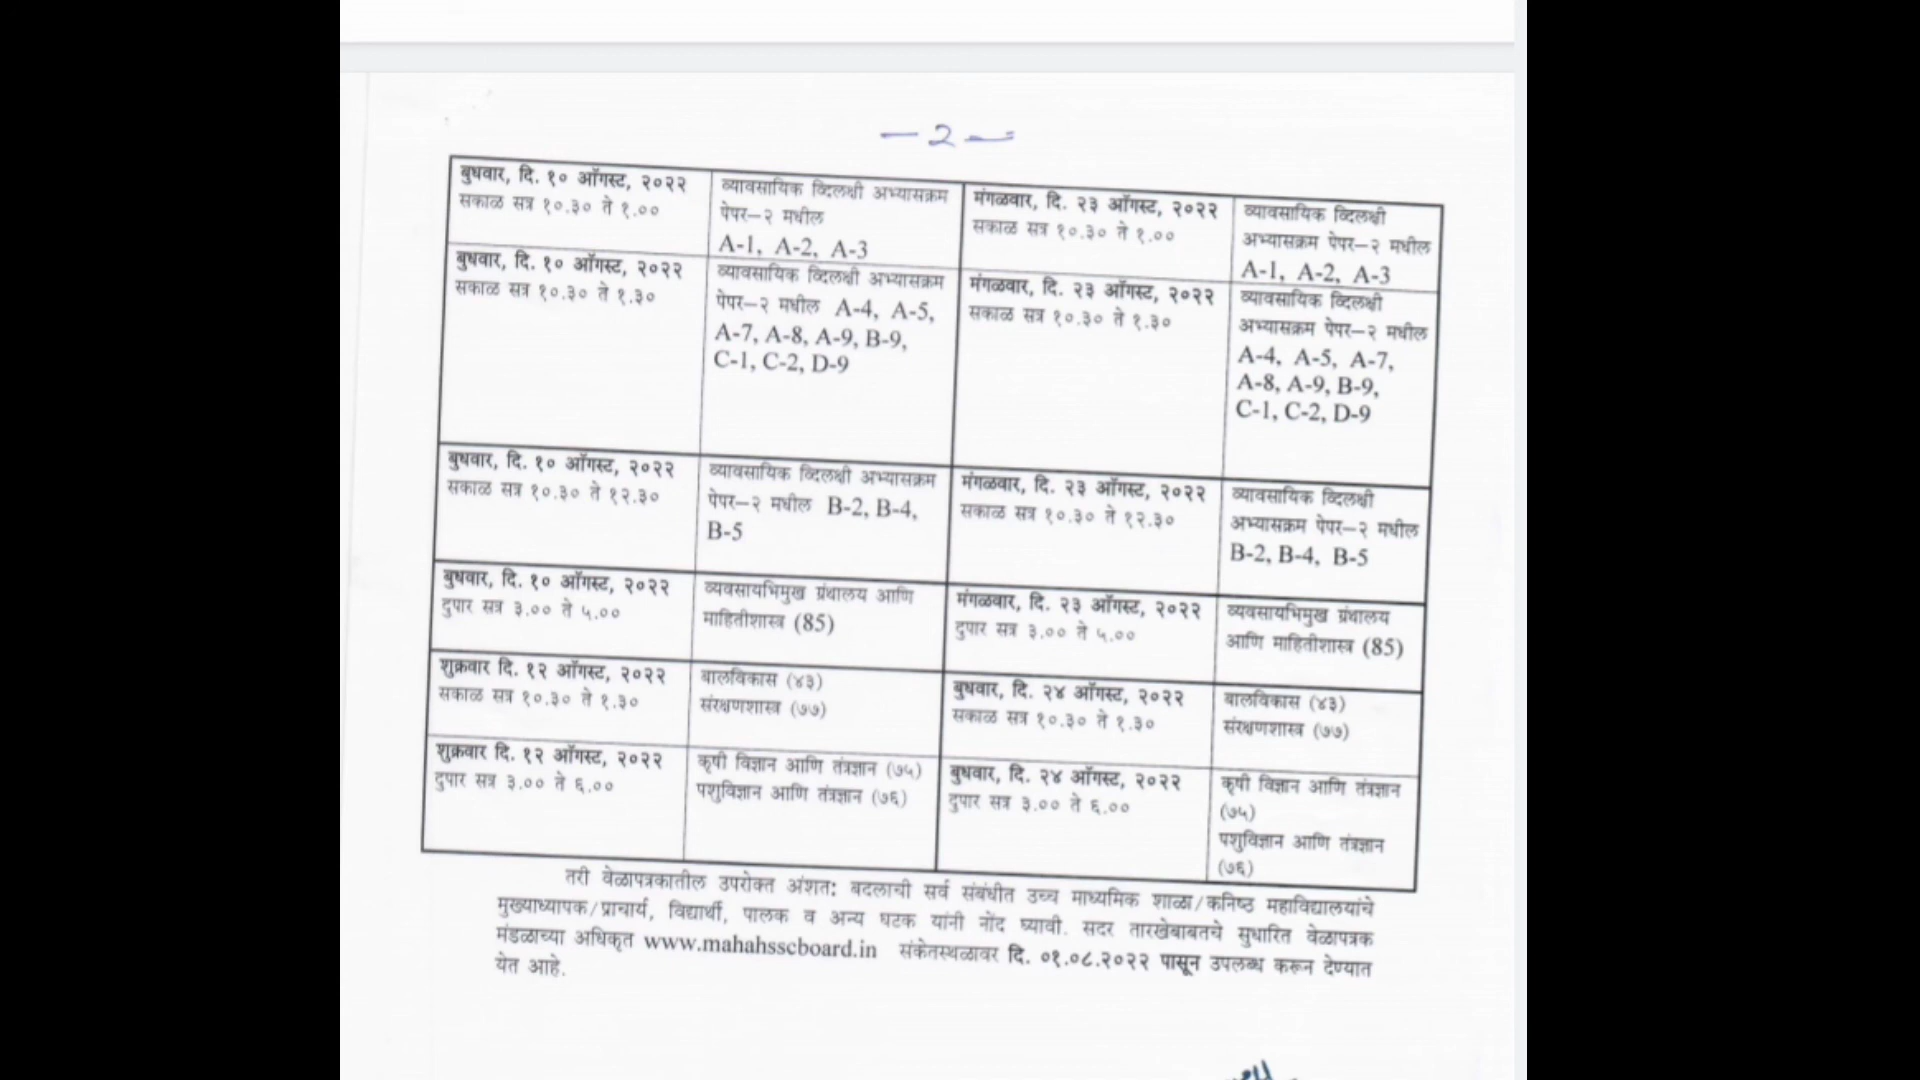 — 2 —
बुधवार, दि. १० ऑगस्ट, २०२२
सकाळ सत्र १०.३० ते १.००
व्यावसायिक व्दिलक्षी अभ्यासक्रम
पेपर–२ मधील
A-1, A-2, A-3
मंगळवार, दि. २३ ऑगस्ट, २०२२
सकाळ सत्र १०.३० ते १.००
व्यावसायिक व्दिलक्षी
अभ्यासक्रम पेपर–२ मधील
A-1, A-2, A-3
बुधवार, दि. १० ऑगस्ट, २०२२
सकाळ सत्र १०.३० ते १.३०
व्यावसायिक व्दिलक्षी अभ्यासक्रम
पेपर–२ मधील A-4, A-5,
A-7, A-8, A-9, B-9,
C-1, C-2, D-9
मंगळवार, दि. २३ ऑगस्ट, २०२२
सकाळ सत्र १०.३० ते १.३०
व्यावसायिक व्दिलक्षी
अभ्यासक्रम पेपर–२ मधील
A-4, A-5, A-7,
A-8, A-9, B-9,
C-1, C-2, D-9
बुधवार, दि. १० ऑगस्ट, २०२२
सकाळ सत्र १०.३० ते १२.३०
व्यावसायिक व्दिलक्षी अभ्यासक्रम
पेपर–२ मधील B-2, B-4,
B-5
मंगळवार, दि. २३ ऑगस्ट, २०२२
सकाळ सत्र १०.३० ते १२.३०
व्यावसायिक व्दिलक्षी
अभ्यासक्रम पेपर–२ मधील
B-2, B-4, B-5
बुधवार, दि. १० ऑगस्ट, २०२२
दुपार सत्र ३.०० ते ५.००
व्यवसायभिमुख ग्रंथालय आणि
माहितीशास्त्र (85)
मंगळवार, दि. २३ ऑगस्ट, २०२२
दुपार सत्र ३.०० ते ५.००
व्यवसायभिमुख ग्रंथालय
आणि माहितीशास्त्र (85)
शुक्रवार दि. १२ ऑगस्ट, २०२२
सकाळ सत्र १०.३० ते १.३०
बालविकास (४३)
संरक्षणशास्त्र (७७)
बुधवार, दि. २४ ऑगस्ट, २०२२
सकाळ सत्र १०.३० ते १.३०
बालविकास (४३)
संरक्षणशास्त्र (७७)
शुक्रवार दि. १२ ऑगस्ट, २०२२
दुपार सत्र ३.०० ते ६.००
कृषी विज्ञान आणि तंत्रज्ञान (७५)
पशुविज्ञान आणि तंत्रज्ञान (७६)
बुधवार, दि. २४ ऑगस्ट, २०२२
दुपार सत्र ३.०० ते ६.००
कृषी विज्ञान आणि तंत्रज्ञान
(७५)
पशुविज्ञान आणि तंत्रज्ञान
(७६)
तरी वेळापत्रकातील उपरोक्त अंशत: बदलाची सर्व संबंधीत उच्च माध्यमिक शाळा/कनिष्ठ महाविद्यालयांचे
मुख्याध्यापक/प्राचार्य, विद्यार्थी, पालक व अन्य घटक यांनी नोंद घ्यावी. सदर तारखेबाबतचे सुधारित वेळापत्रक
मंडळाच्या अधिकृत www.mahahsscboard.in संकेतस्थळावर दि. ०१.०८.२०२२ पासून उपलब्ध करून देण्यात
येत आहे.